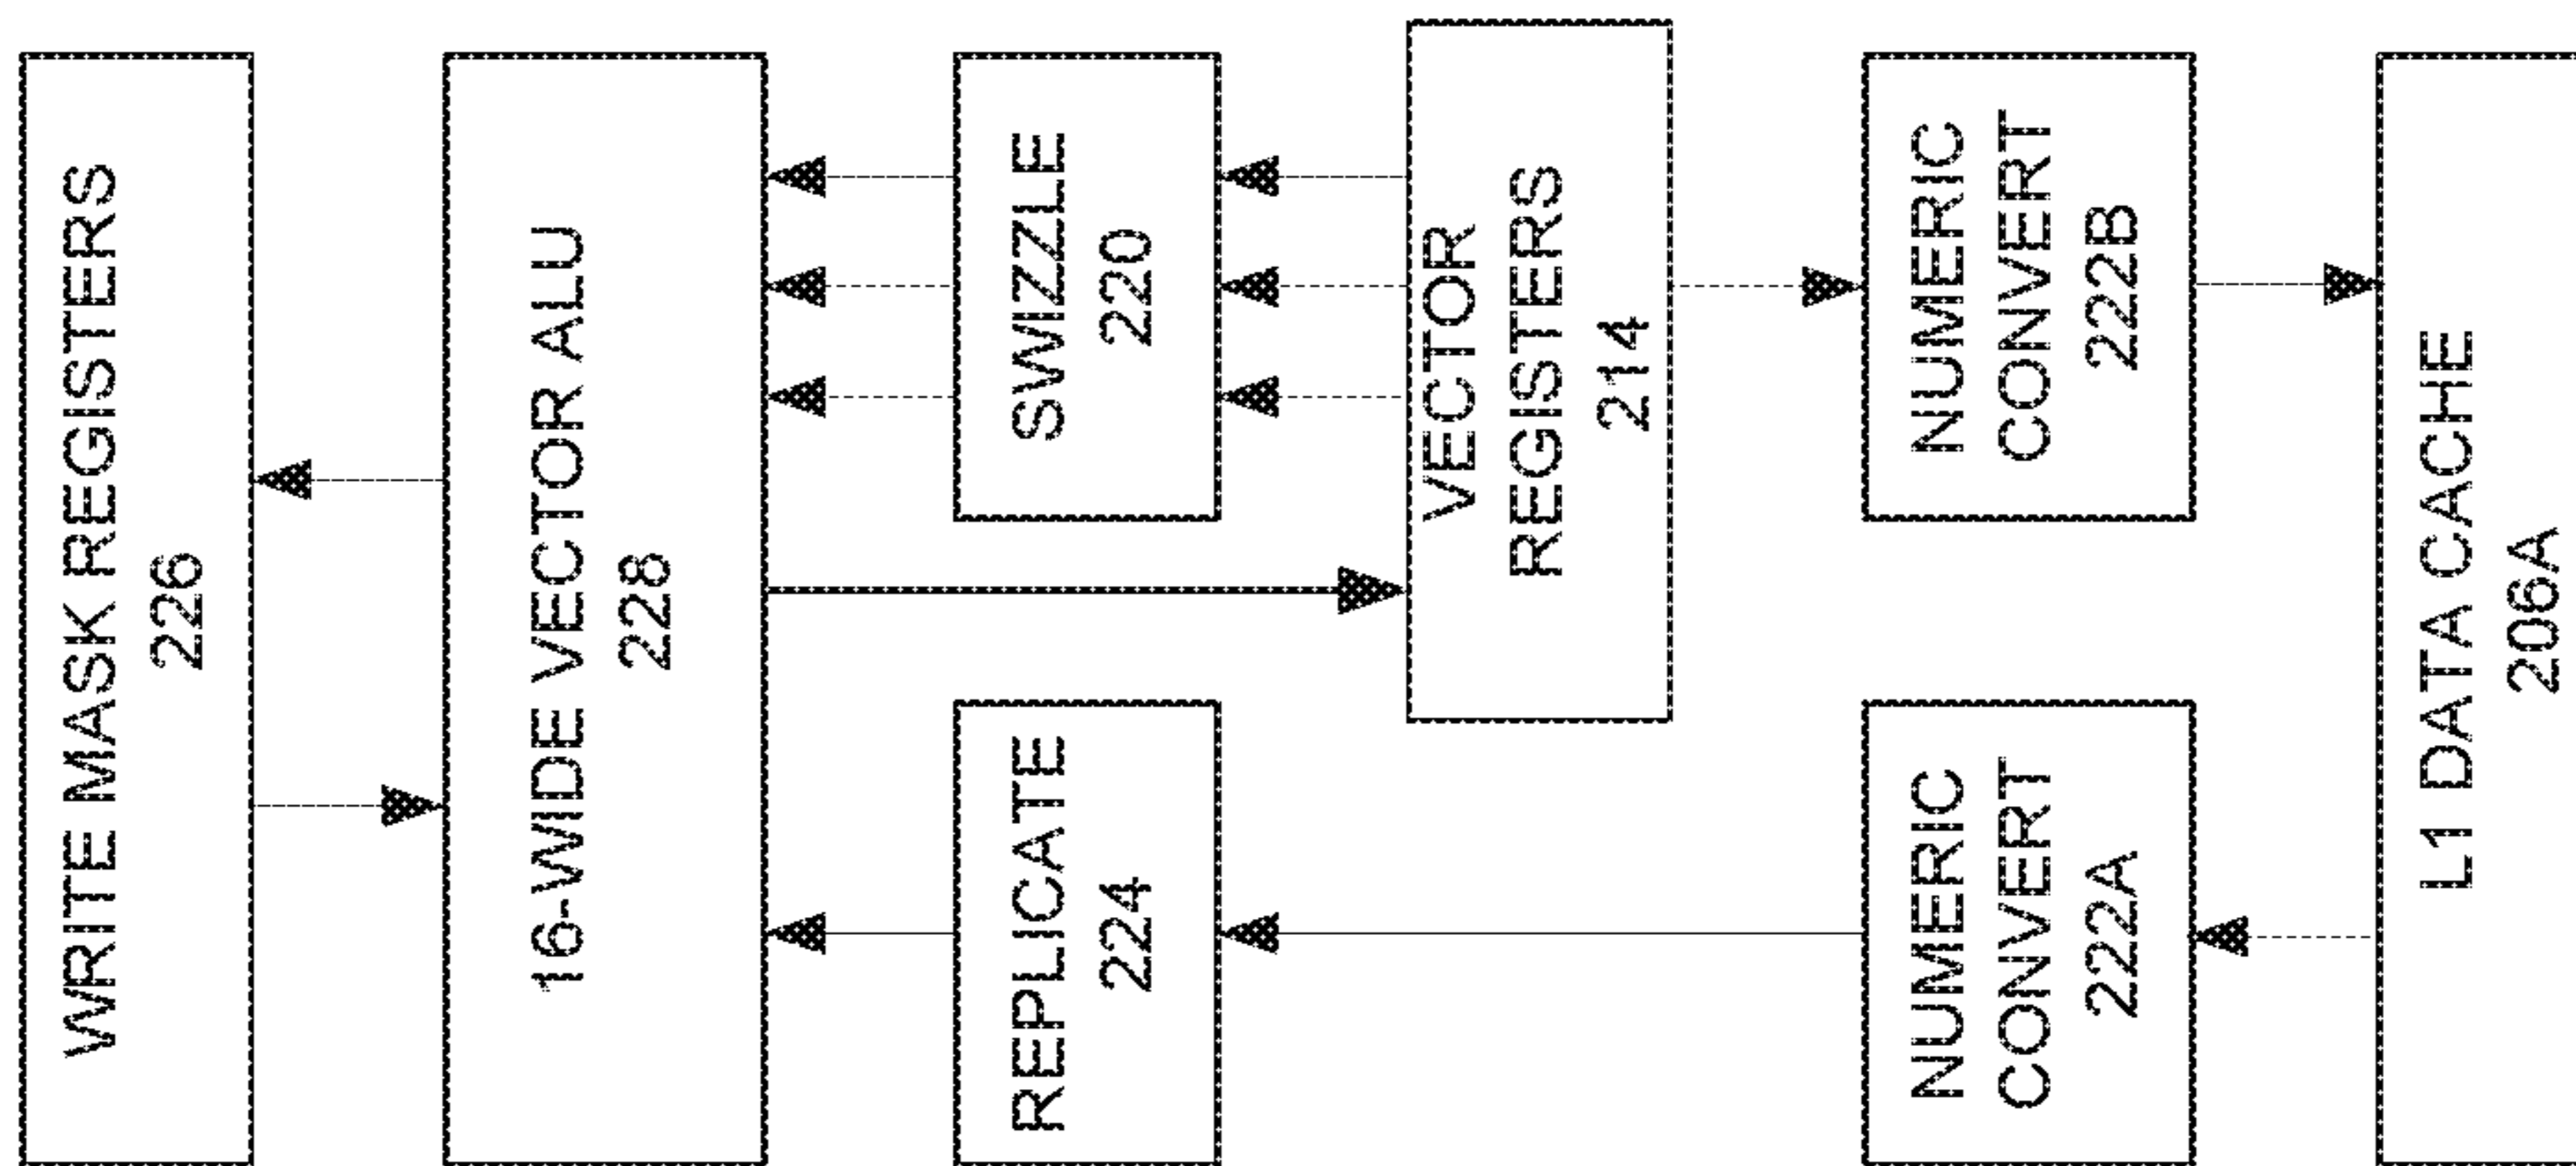 WRITE MASK REGISTERS
226
16-WIDE VECTOR ALU
228
REPLICATE
224
SWIZZLE
220
VECTOR
REGISTERS
214
NUMERIC
CONVERT
222A
NUMERIC
CONVERT
222B
L1 DATA CACHE
206A